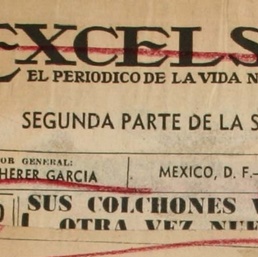 EXCELS
EL PERIODICO DE LA VIDA N
SEGUNDA PARTE DE LA S
OR GENERAL:
HERER GARCIA
MEXICO, D. F.—
SUS COLCHONES V
OTRA VEZ NUE